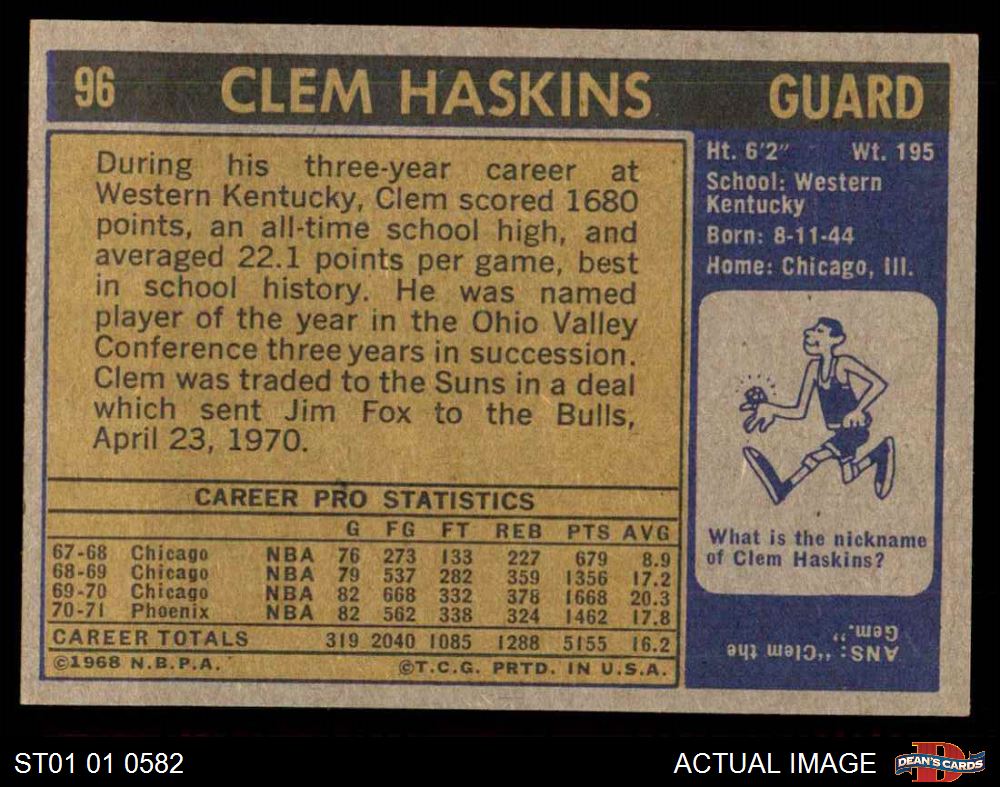 96 CLEM HASKINS GUARD
During his three-year career at
Western Kentucky, Clem scored 1680
points, an all-time school high, and
averaged 22.1 points per game, best
in school history. He was named
player of the year in the Ohio Valley
Conference three years in succession.
Clem was traded to the Suns in a deal
which sent Jim Fox to the Bulls,
April 23, 1970.
CAREER PRO STATISTICS
G FG FT REB PTS AVG
67-68 Chicago NBA 76 273 133 227 679 8.9
68-69 Chicago NBA 79 537 282 359 1356 17.2
69-70 Chicago NBA 82 668 332 378 1668 20.3
70-71 Phoenix NBA 82 562 338 324 1462 17.8
CAREER TOTALS 319 2040 1085 1288 5155 16.2
©1968 N.B.P.A. ©T.C.G. PRTD. IN U.S.A.
Ht. 6'2" Wt. 195
School: Western
Kentucky
Born: 8-11-44
Home: Chicago, Ill.
What is the nickname
of Clem Haskins?
ANS: "Clem the
Gem."
ST01 01 0582 ACTUAL IMAGE D DEAN'S CARDS